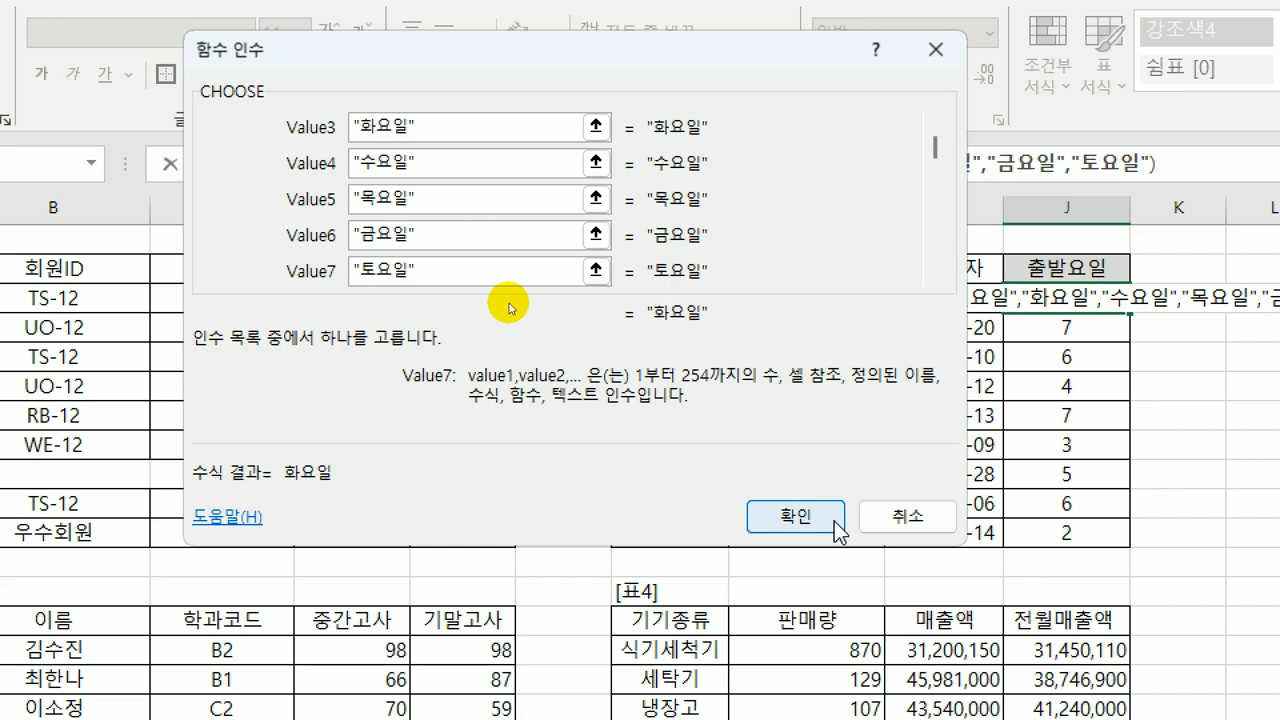 강조색4
가 가 가
.00
→0
조건부
서식
표
서식
쉼표 [0]
함수 인수
CHOOSE
Value3 "화요일" = "화요일"
Value4 "수요일" = "수요일"
Value5 "목요일" = "목요일"
Value6 "금요일" = "금요일"
Value7 "토요일" = "토요일"
= "화요일"
인수 목록 중에서 하나를 고릅니다.
Value7: value1,value2,... 은(는) 1부터 254까지의 수, 셀 참조, 정의된 이름,
수식, 함수, 텍스트 인수입니다.
수식 결과= 화요일
도움말(H)
확인 취소
","금요일","토요일")
B J K L
회원ID 자 출발요일
TS-12 요일","화요일","수요일","목요일","금
UO-12 -20 7
TS-12 -10 6
UO-12 -12 4
RB-12 -13 7
WE-12 -09 3
-28 5
TS-12 -06 6
우수회원 -14 2
[표4]
이름 학과코드 중간고사 기말고사 기기종류 판매량 매출액 전월매출액
김수진 B2 98 98 식기세척기 870 31,200,150 31,450,110
최한나 B1 66 87 세탁기 129 45,981,000 38,746,900
이소정 C2 70 59 냉장고 107 43,540,000 41,240,000